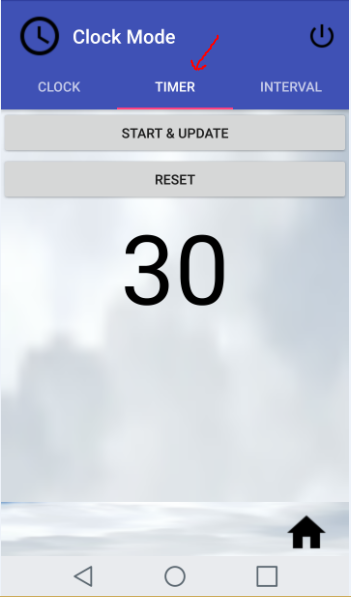 Clock Mode
CLOCK TIMER INTERVAL
START & UPDATE
RESET
30